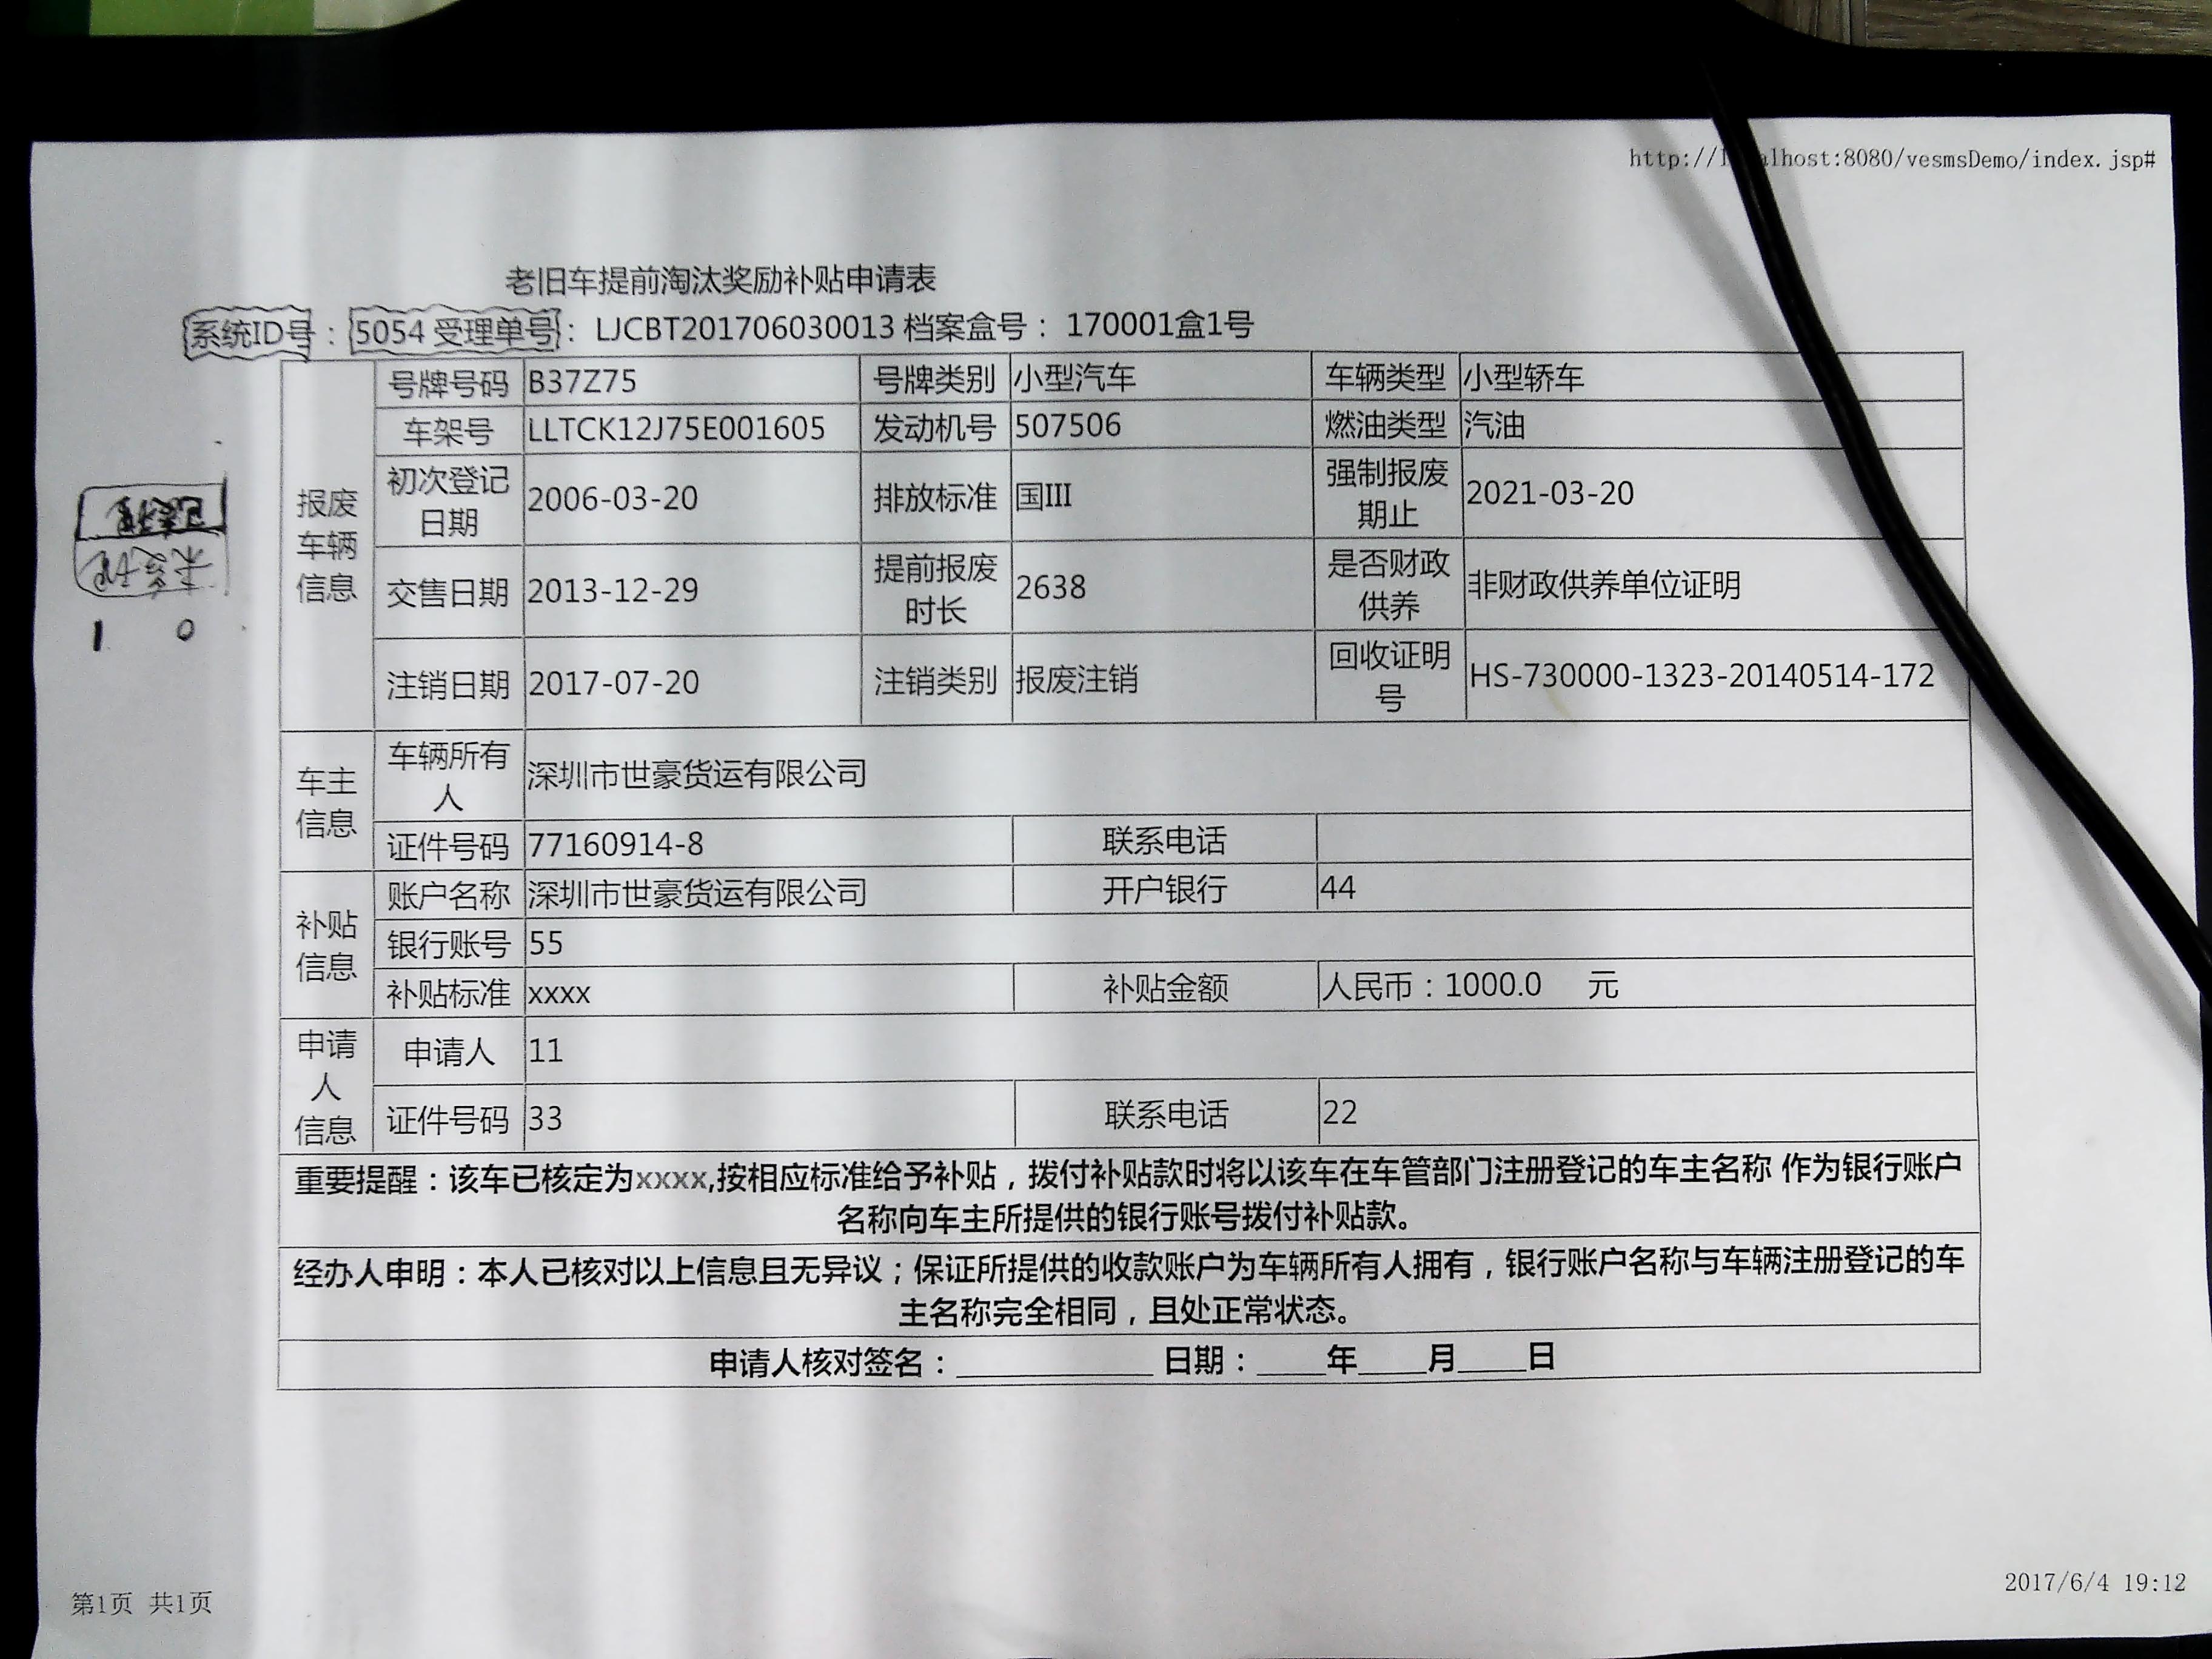 老旧车提前淘汰奖励补贴申请表
系统ID号：5054 受理单号：LJCBT201706030013 档案盒号：170001盒1号
报废车辆信息
号牌号码 B37Z75 号牌类别 小型汽车 车辆类型 小型轿车
车架号 LLTCK12J75E001605 发动机号 507506 燃油类型 汽油
初次登记日期 2006-03-20 排放标准 国III 强制报废期止 2021-03-20
交售日期 2013-12-29 提前报废时长 2638 是否财政供养 非财政供养单位证明
注销日期 2017-07-20 注销类别 报废注销 回收证明号 HS-730000-1323-20140514-172
车主信息
车辆所有人 深圳市世豪货运有限公司
证件号码 77160914-8 联系电话
补贴信息
账户名称 深圳市世豪货运有限公司 开户银行 44
银行账号 55
补贴标准 xxxx 补贴金额 人民币：1000.0 元
申请人信息
申请人 11
证件号码 33 联系电话 22
重要提醒：该车已核定为xxxx,按相应标准给予补贴，拨付补贴款时将以该车在车管部门注册登记的车主名称 作为银行账户
名称向车主所提供的银行账号拨付补贴款。
经办人申明：本人已核对以上信息且无异议；保证所提供的收款账户为车辆所有人拥有，银行账户名称与车辆注册登记的车
主名称完全相同，且处正常状态。
申请人核对签名：____________ 日期：____年____月____日
1 0
第1页 共1页
2017/6/4 19:12